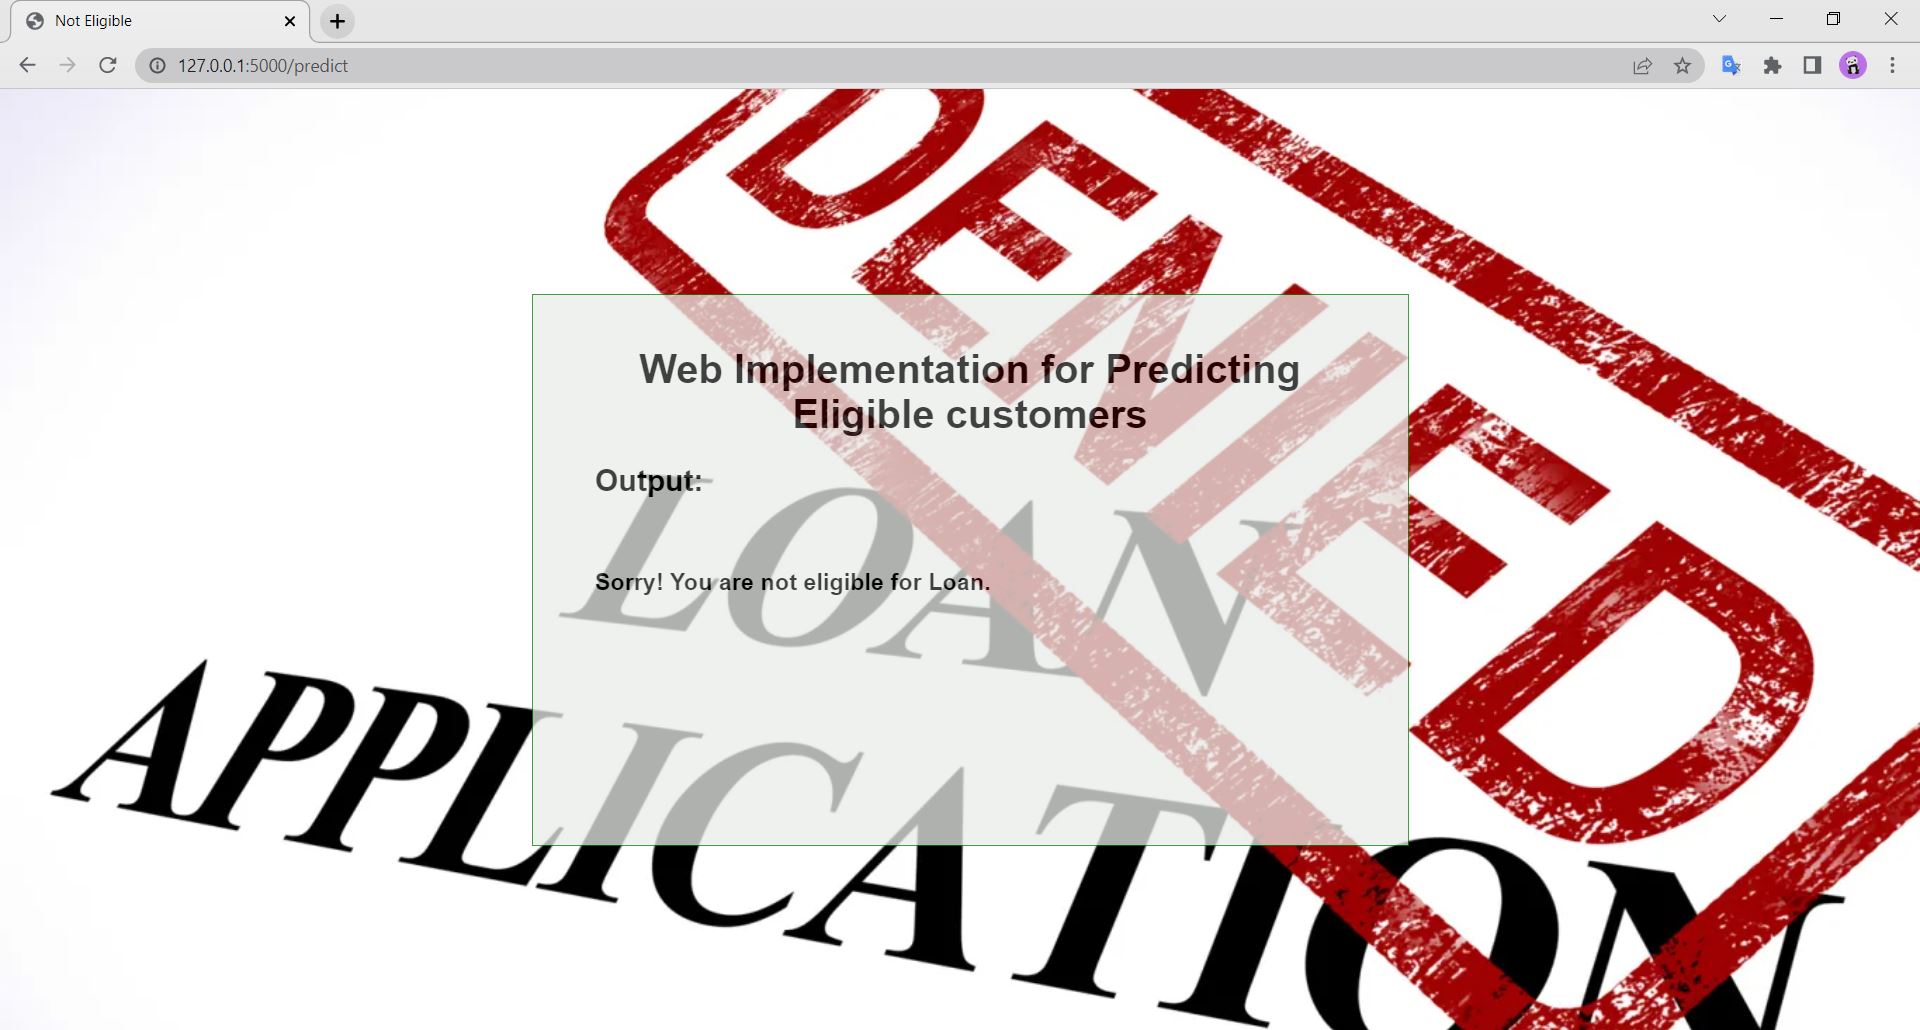 Not Eligible
127.0.0.1:5000/predict
DENIED
Web Implementation for Predicting
Eligible customers
Output:
LOAN
Sorry! You are not eligible for Loan.
APPLICATION